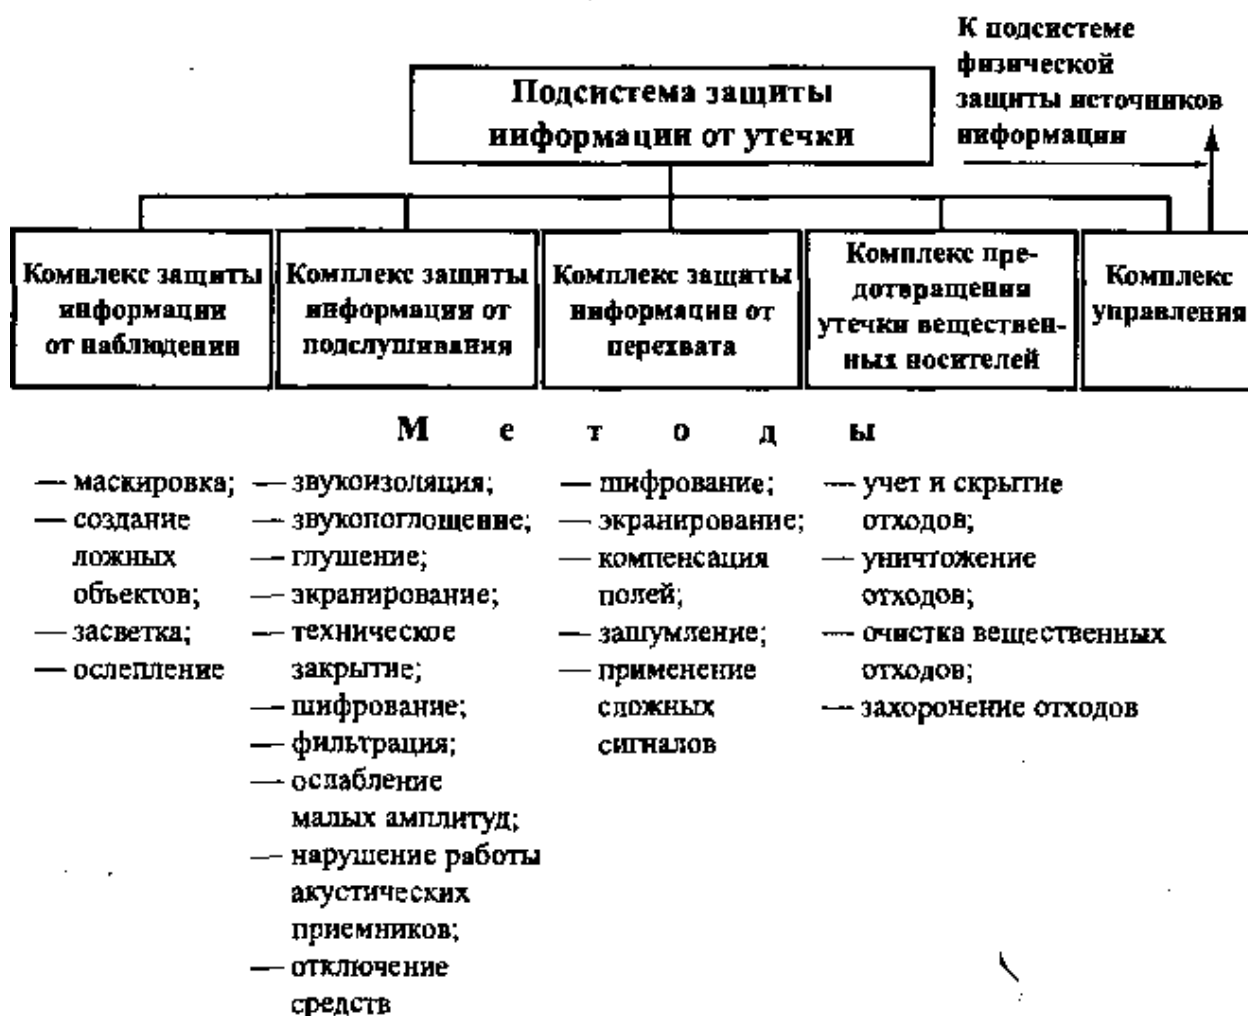 К подсистеме
физической
защиты источников
информации
Подсистема защиты
информации от утечки
Комплекс защиты
информации
от наблюдения
Комплекс защиты
информации от
подслушивания
Комплекс защиты
информации от
перехвата
Комплекс пре-
дотвращения
утечки веществен-
ных носителей
Комплекс
управления
Методы
— маскировка;
— создание
ложных
объектов;
— засветка;
— ослепление
— звукоизоляция;
— звукопоглощение;
— глушение;
— экранирование;
— техническое
закрытие;
— шифрование;
— фильтрация;
— ослабление
малых амплитуд;
— нарушение работы
акустических
приемников;
— отключение
средств
— шифрование;
— экранирование;
— компенсация
полей;
— зашумление;
— применение
сложных
сигналов
— учет и скрытие
отходов;
— уничтожение
отходов;
— очистка вещественных
отходов;
— захоронение отходов